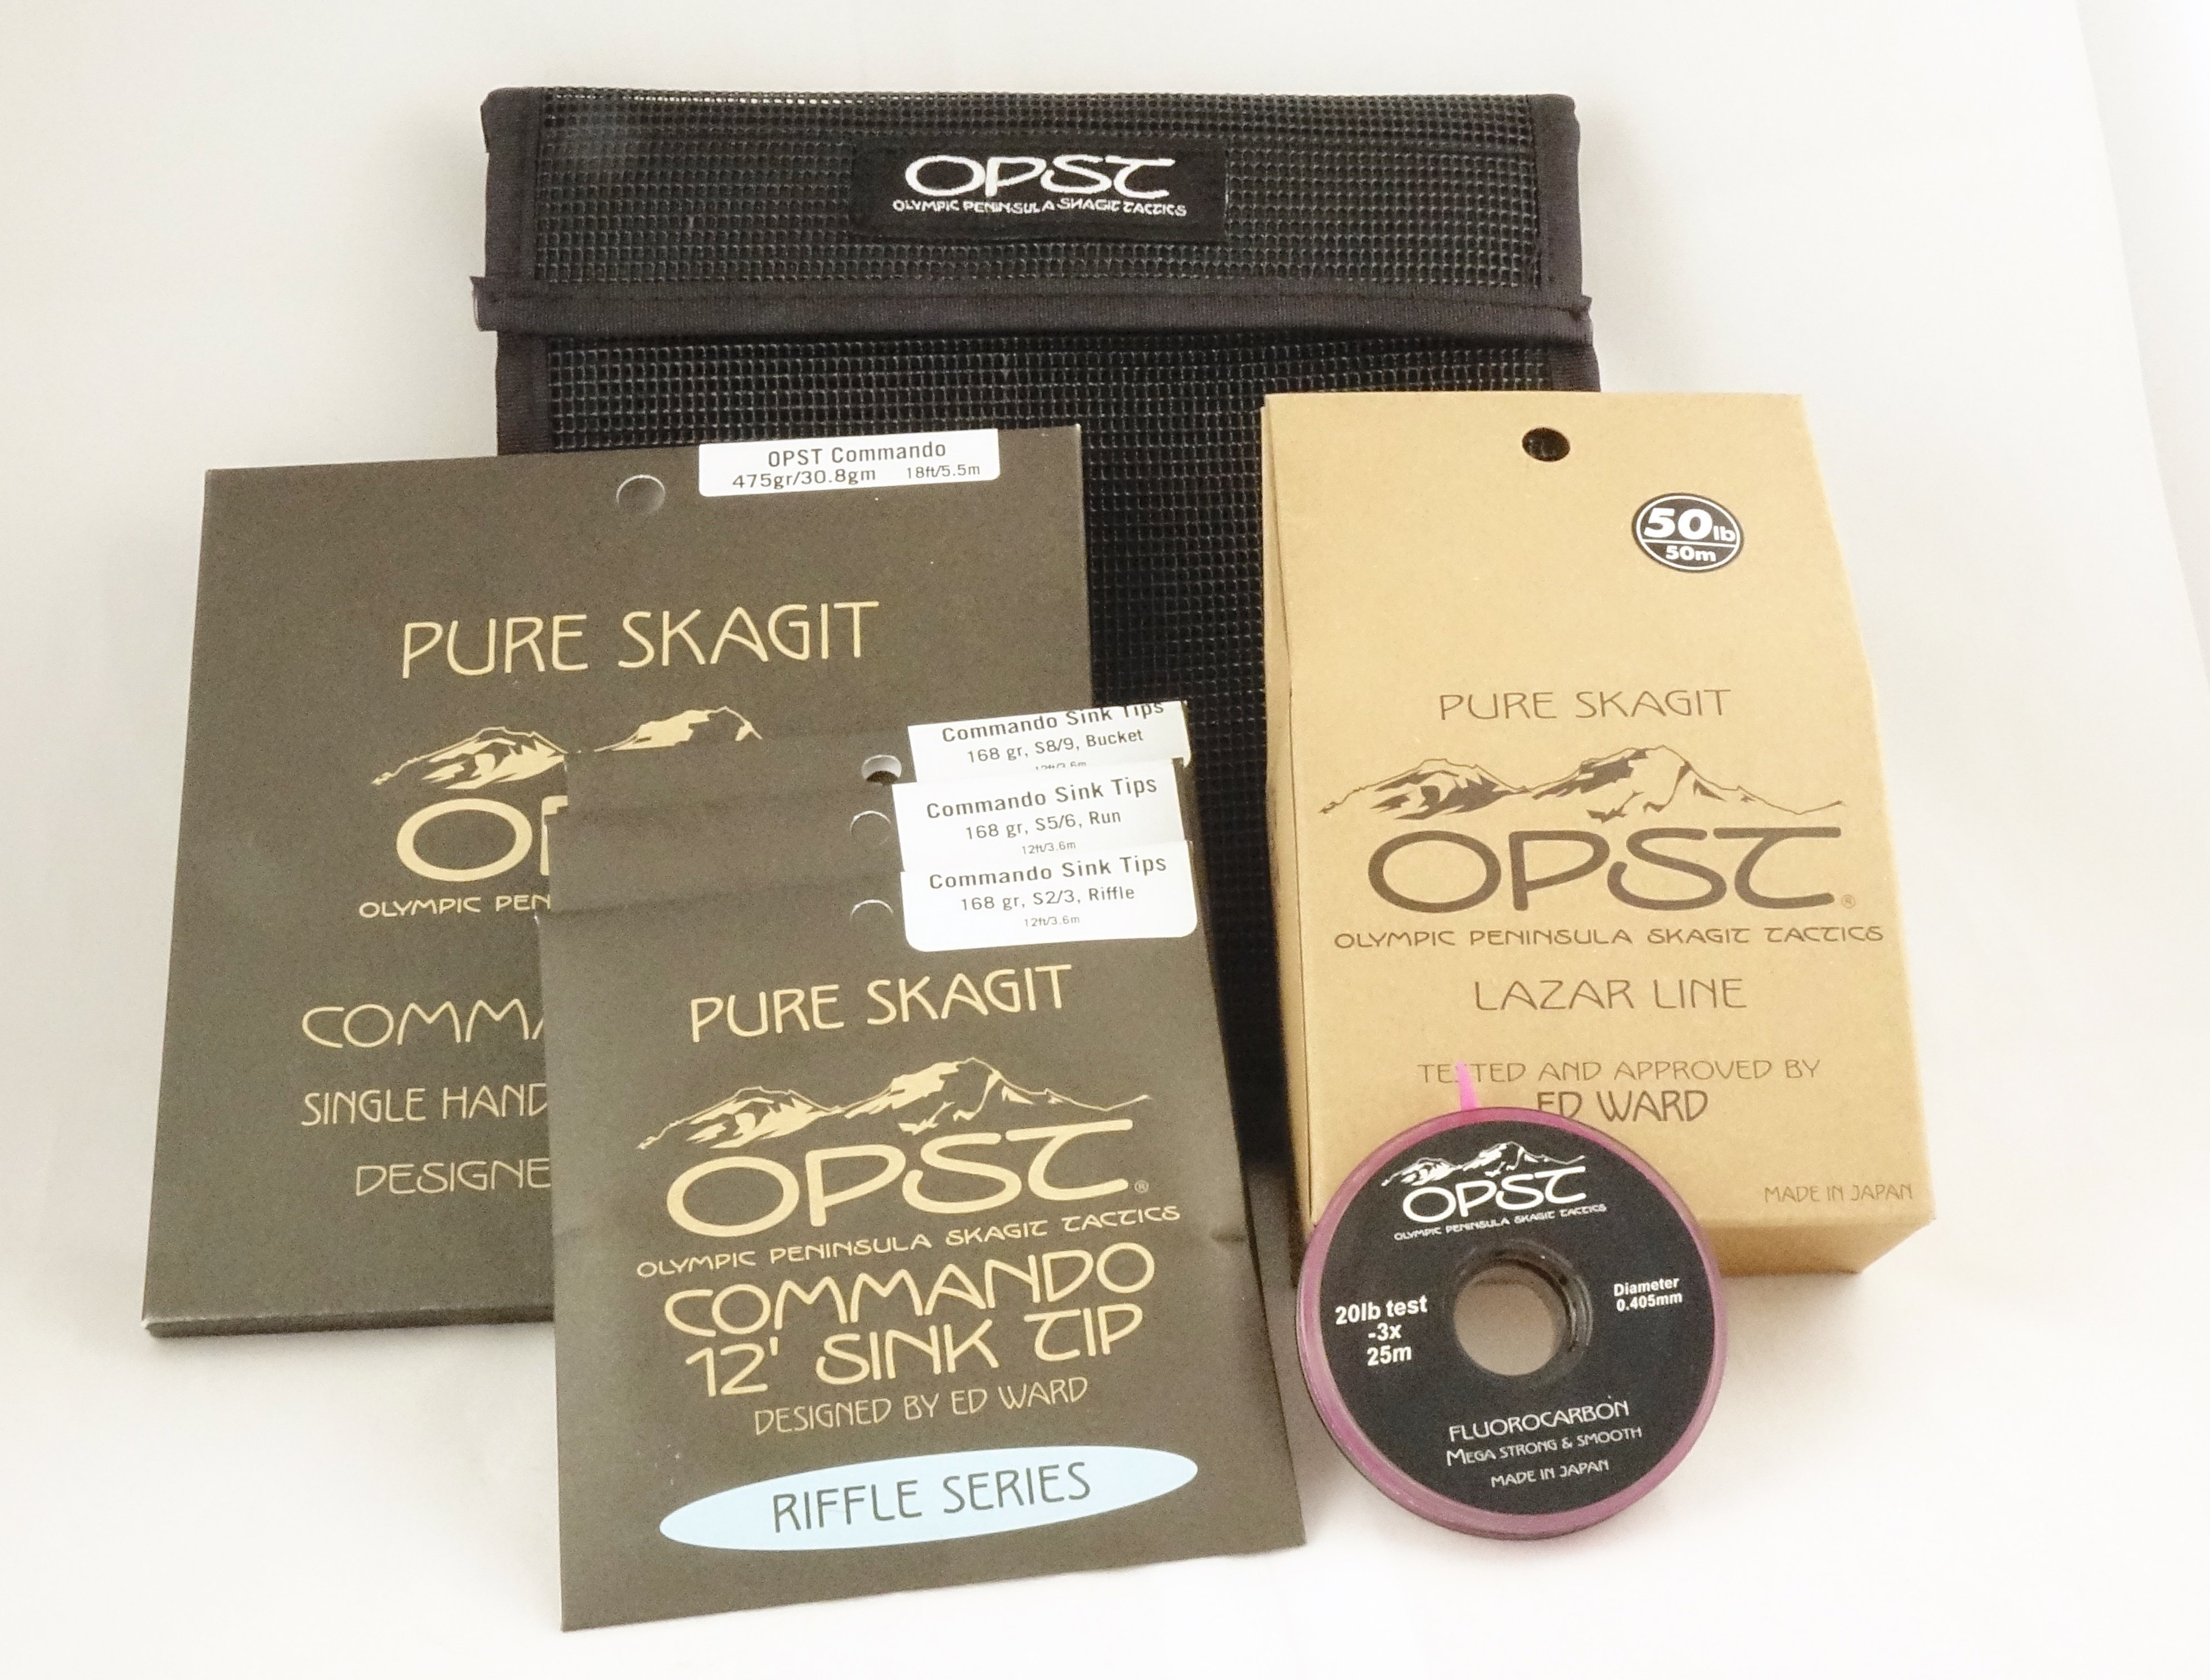 OPST
OLYMPIC PENINSULA SKAGIT TACTICS
OPST Commando
475gr/30.8gm 18ft/5.5m
PURE SKAGIT
OLYMPIC
SINGLE HAND
Commando Sink Tips
168 gr, S8/9, Bucket
12ft/3.6m
Commando Sink Tips
168 gr, S5/6, Run
12ft/3.6m
Commando Sink Tips
168 gr, S2/3, Riffle
12ft/3.6m
PURE SKAGIT
OPST®
OLYMPIC PENINSULA SKAGIT TACTICS
COMMANDO
12' SINK TIP
DESIGNED BY ED WARD
RIFFLE SERIES
50lb
50m
PURE SKAGIT
OPST®
OLYMPIC PENINSULA SKAGIT TACTICS
LAZAR LINE
TESTED AND APPROVED BY
ED WARD
MADE IN JAPAN
OPST
OLYMPIC PENINSULA SKAGIT TACTICS
20lb test
-3x
25m
Diameter
0.405mm
FLUOROCARBON
MEGA STRONG & SMOOTH
MADE IN JAPAN